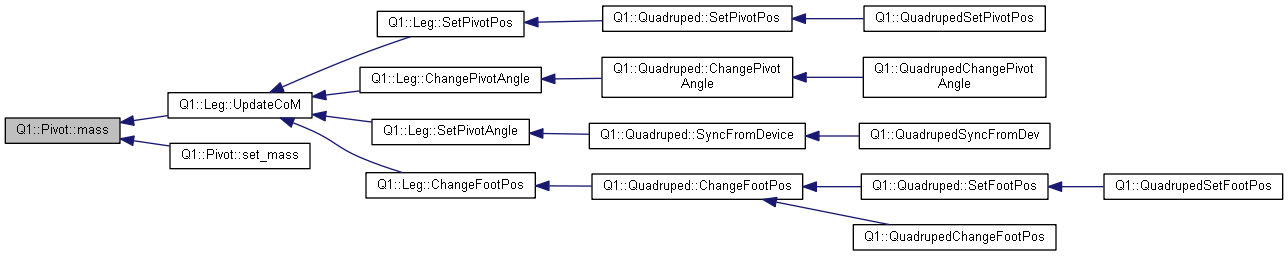 Q1::Pivot::mass
Q1::Leg::UpdateCoM
Q1::Pivot::set_mass
Q1::Leg::SetPivotPos
Q1::Leg::ChangePivotAngle
Q1::Leg::SetPivotAngle
Q1::Leg::ChangeFootPos
Q1::Quadruped::SetPivotPos
Q1::Quadruped::ChangePivot
Angle
Q1::Quadruped::SyncFromDevice
Q1::Quadruped::ChangeFootPos
Q1::QuadrupedSetPivotPos
Q1::QuadrupedChangePivot
Angle
Q1::QuadrupedSyncFromDev
Q1::Quadruped::SetFootPos
Q1::QuadrupedChangeFootPos
Q1::QuadrupedSetFootPos